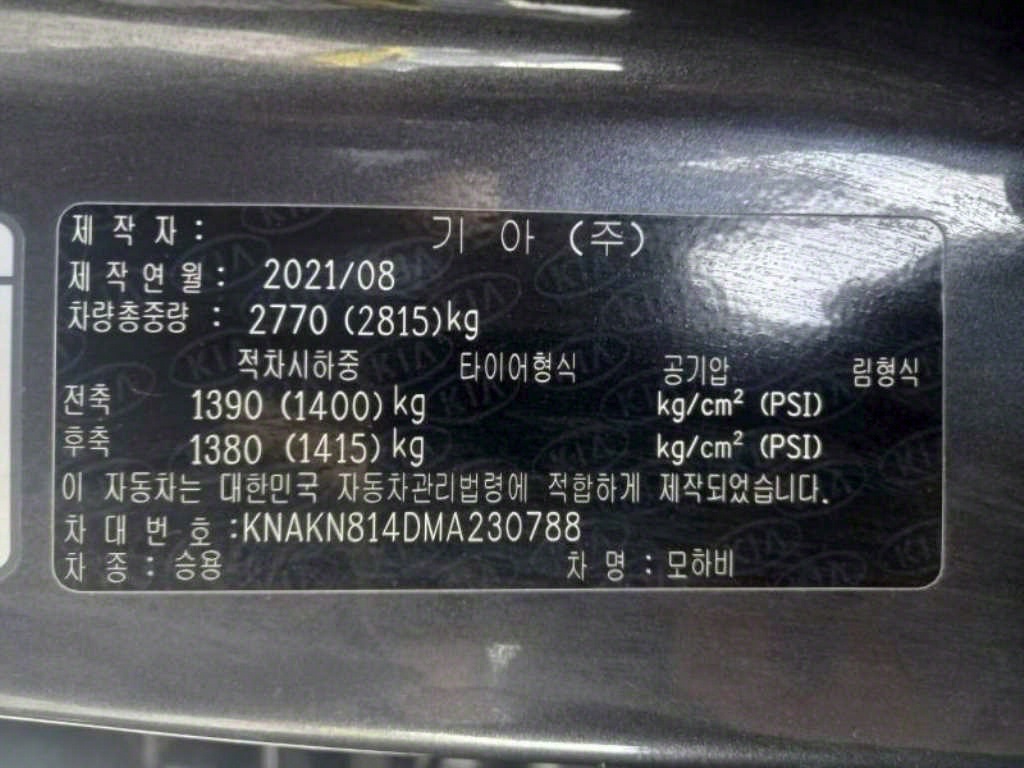 제 작 자 : 기 아 (주)
제 작 연 월 : 2021/08
차량총중량 : 2770 (2815)kg
적차시하중 타이어형식 공기압 림형식
전축 1390 (1400) kg kg/cm² (PSI)
후축 1380 (1415) kg kg/cm² (PSI)
이 자동차는 대한민국 자동차관리법령에 적합하게 제작되었습니다.
차 대 번 호 :KNAKN814DMA230788
차 종 : 승용 차 명 : 모하비